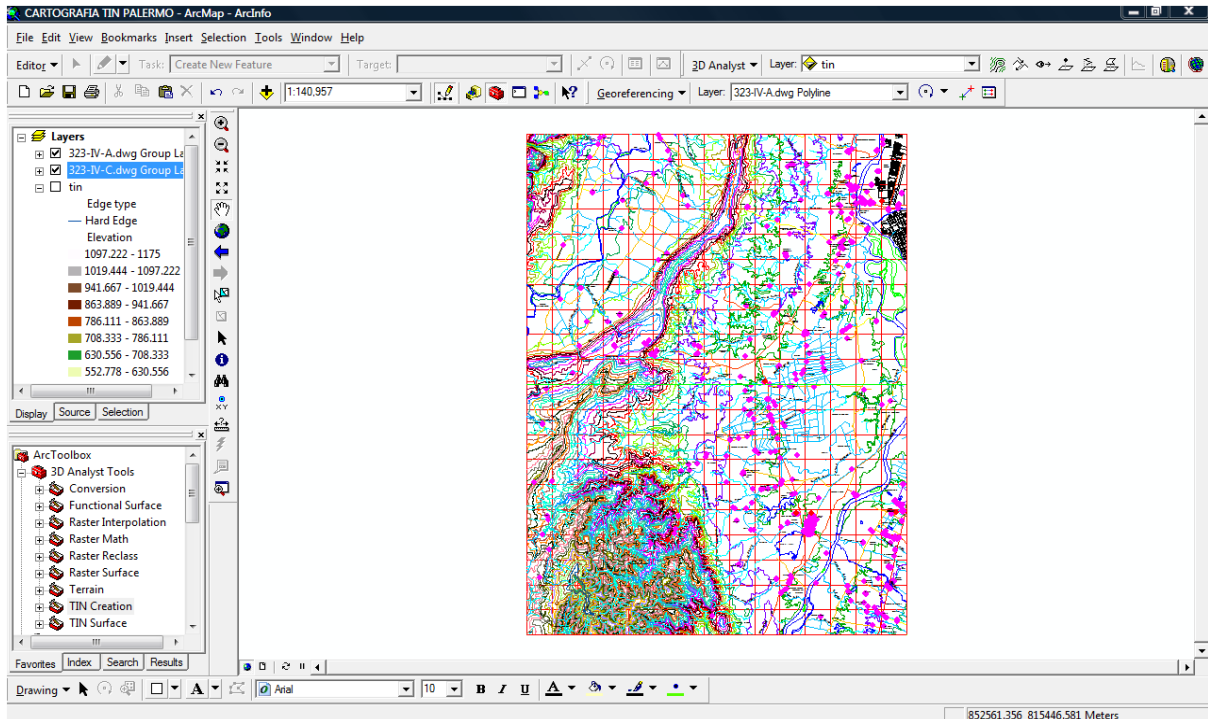 CARTOGRAFIA TIN PALERMO - ArcMap - ArcInfo
File Edit View Bookmarks Insert Selection Tools Window Help
Editor Task: Create New Feature Target: 3D Analyst Layer: tin
1:140,957 Georeferencing Layer: 323-IV-A.dwg Polyline
Layers
323-IV-A.dwg Group La
323-IV-C.dwg Group La
tin
Edge type
Hard Edge
Elevation
1097.222 - 1175
1019.444 - 1097.222
941.667 - 1019.444
863.889 - 941.667
786.111 - 863.889
708.333 - 786.111
630.556 - 708.333
552.778 - 630.556
Display Source Selection
ArcToolbox
3D Analyst Tools
Conversion
Functional Surface
Raster Interpolation
Raster Math
Raster Reclass
Raster Surface
Terrain
TIN Creation
TIN Surface
Favorites Index Search Results
Drawing A Arial 10 B I U A
852561.356 815446.581 Meters